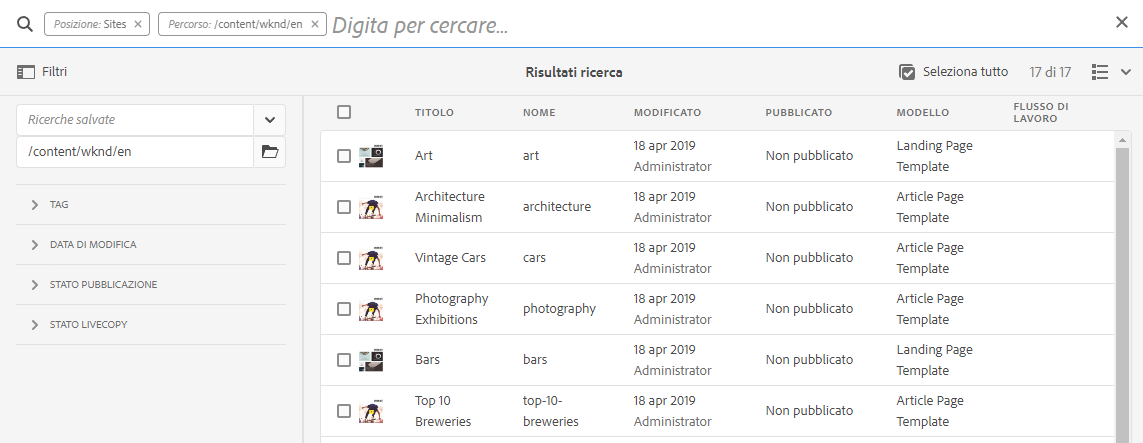 Posizione: Sites × Percorso: /content/wknd/en × Digita per cercare...
Filtri
Risultati ricerca
Seleziona tutto 17 di 17
Ricerche salvate
/content/wknd/en
TAG
DATA DI MODIFICA
STATO PUBBLICAZIONE
STATO LIVECOPY
TITOLO NOME MODIFICATO PUBBLICATO MODELLO FLUSSO DI
LAVORO
Art art 18 apr 2019 Non pubblicato Landing Page
Administrator Template
Architecture architecture 18 apr 2019 Non pubblicato Article Page
Minimalism Administrator Template
Vintage Cars cars 18 apr 2019 Non pubblicato Article Page
Administrator Template
Photography photography 18 apr 2019 Non pubblicato Article Page
Exhibitions Administrator Template
Bars bars 18 apr 2019 Non pubblicato Landing Page
Administrator Template
Top 10 top-10- 18 apr 2019 Non pubblicato Article Page
Breweries breweries Administrator Template